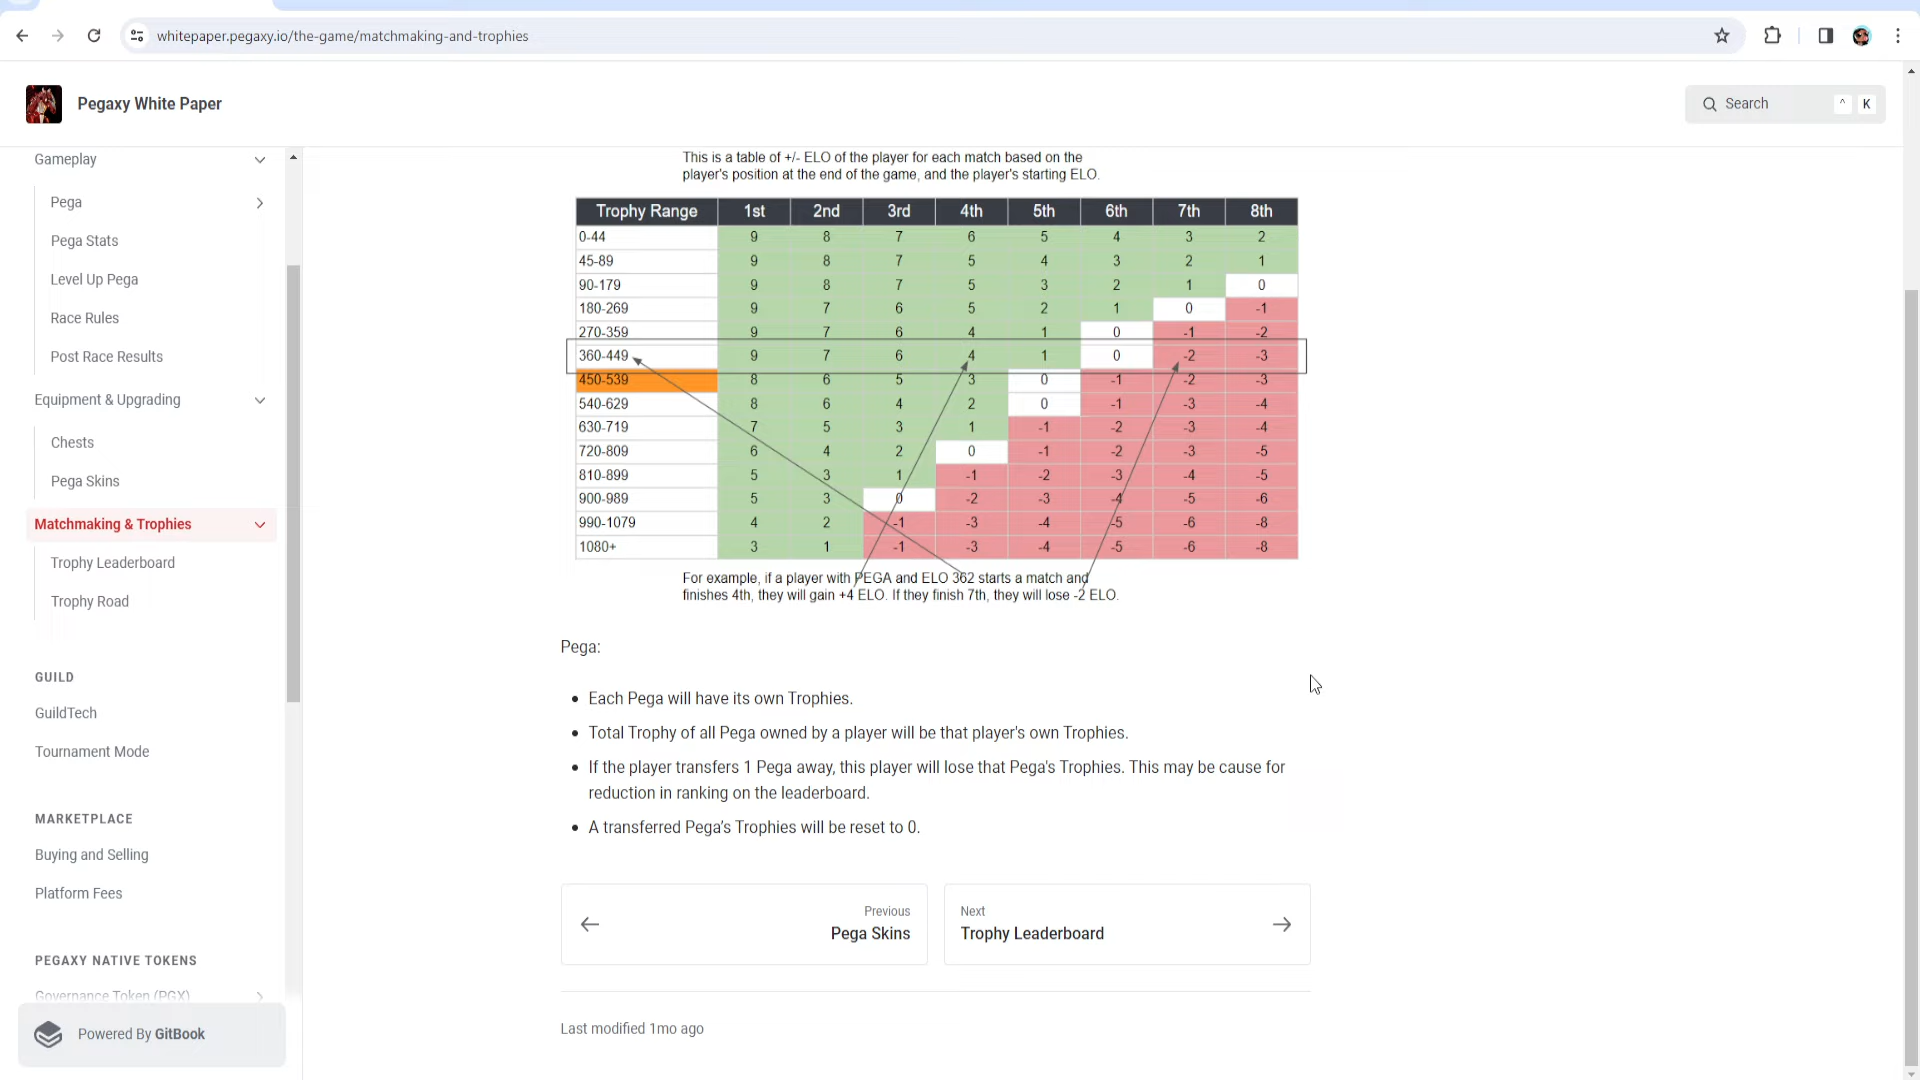 whitepaper.pegaxy.io/the-game/matchmaking-and-trophies
Pegaxy White Paper
Search
^ K
Gameplay
Pega
Pega Stats
Level Up Pega
Race Rules
Post Race Results
Equipment & Upgrading
Chests
Pega Skins
Matchmaking & Trophies
Trophy Leaderboard
Trophy Road
GUILD
GuildTech
Tournament Mode
MARKETPLACE
Buying and Selling
Platform Fees
PEGAXY NATIVE TOKENS
Governance Token (PGX)
Powered By GitBook
This is a table of +/- ELO of the player for each match based on the
player's position at the end of the game, and the player's starting ELO.
Trophy Range 1st 2nd 3rd 4th 5th 6th 7th 8th
0-44 9 8 7 6 5 4 3 2
45-89 9 8 7 5 4 3 2 1
90-179 9 8 7 5 3 2 1 0
180-269 9 7 6 5 2 1 0 -1
270-359 9 7 6 4 1 0 -1 -2
360-449 9 7 6 4 1 0 -2 -3
450-539 8 6 5 3 0 -1 -2 -3
540-629 8 6 4 2 0 -1 -3 -4
630-719 7 5 3 1 -1 -2 -3 -4
720-809 6 4 2 0 -1 -2 -3 -5
810-899 5 3 1 -1 -2 -3 -4 -5
900-989 5 3 0 -2 -3 -4 -5 -6
990-1079 4 2 -1 -3 -4 -5 -6 -8
1080+ 3 1 -1 -3 -4 -5 -6 -8
For example, if a player with PEGA and ELO 362 starts a match and
finishes 4th, they will gain +4 ELO. If they finish 7th, they will lose -2 ELO.
Pega:
• Each Pega will have its own Trophies.
• Total Trophy of all Pega owned by a player will be that player's own Trophies.
• If the player transfers 1 Pega away, this player will lose that Pega's Trophies. This may be cause for
reduction in ranking on the leaderboard.
• A transferred Pega’s Trophies will be reset to 0.
Previous
Pega Skins
Next
Trophy Leaderboard
Last modified 1mo ago